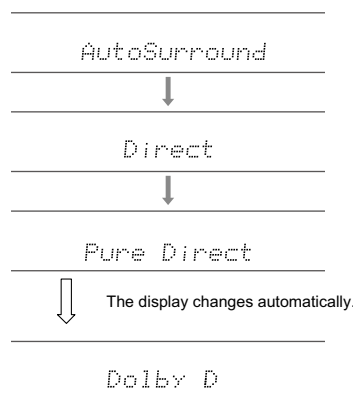 AutoSurround
Direct
Pure Direct
The display changes automatically.
Dolby D